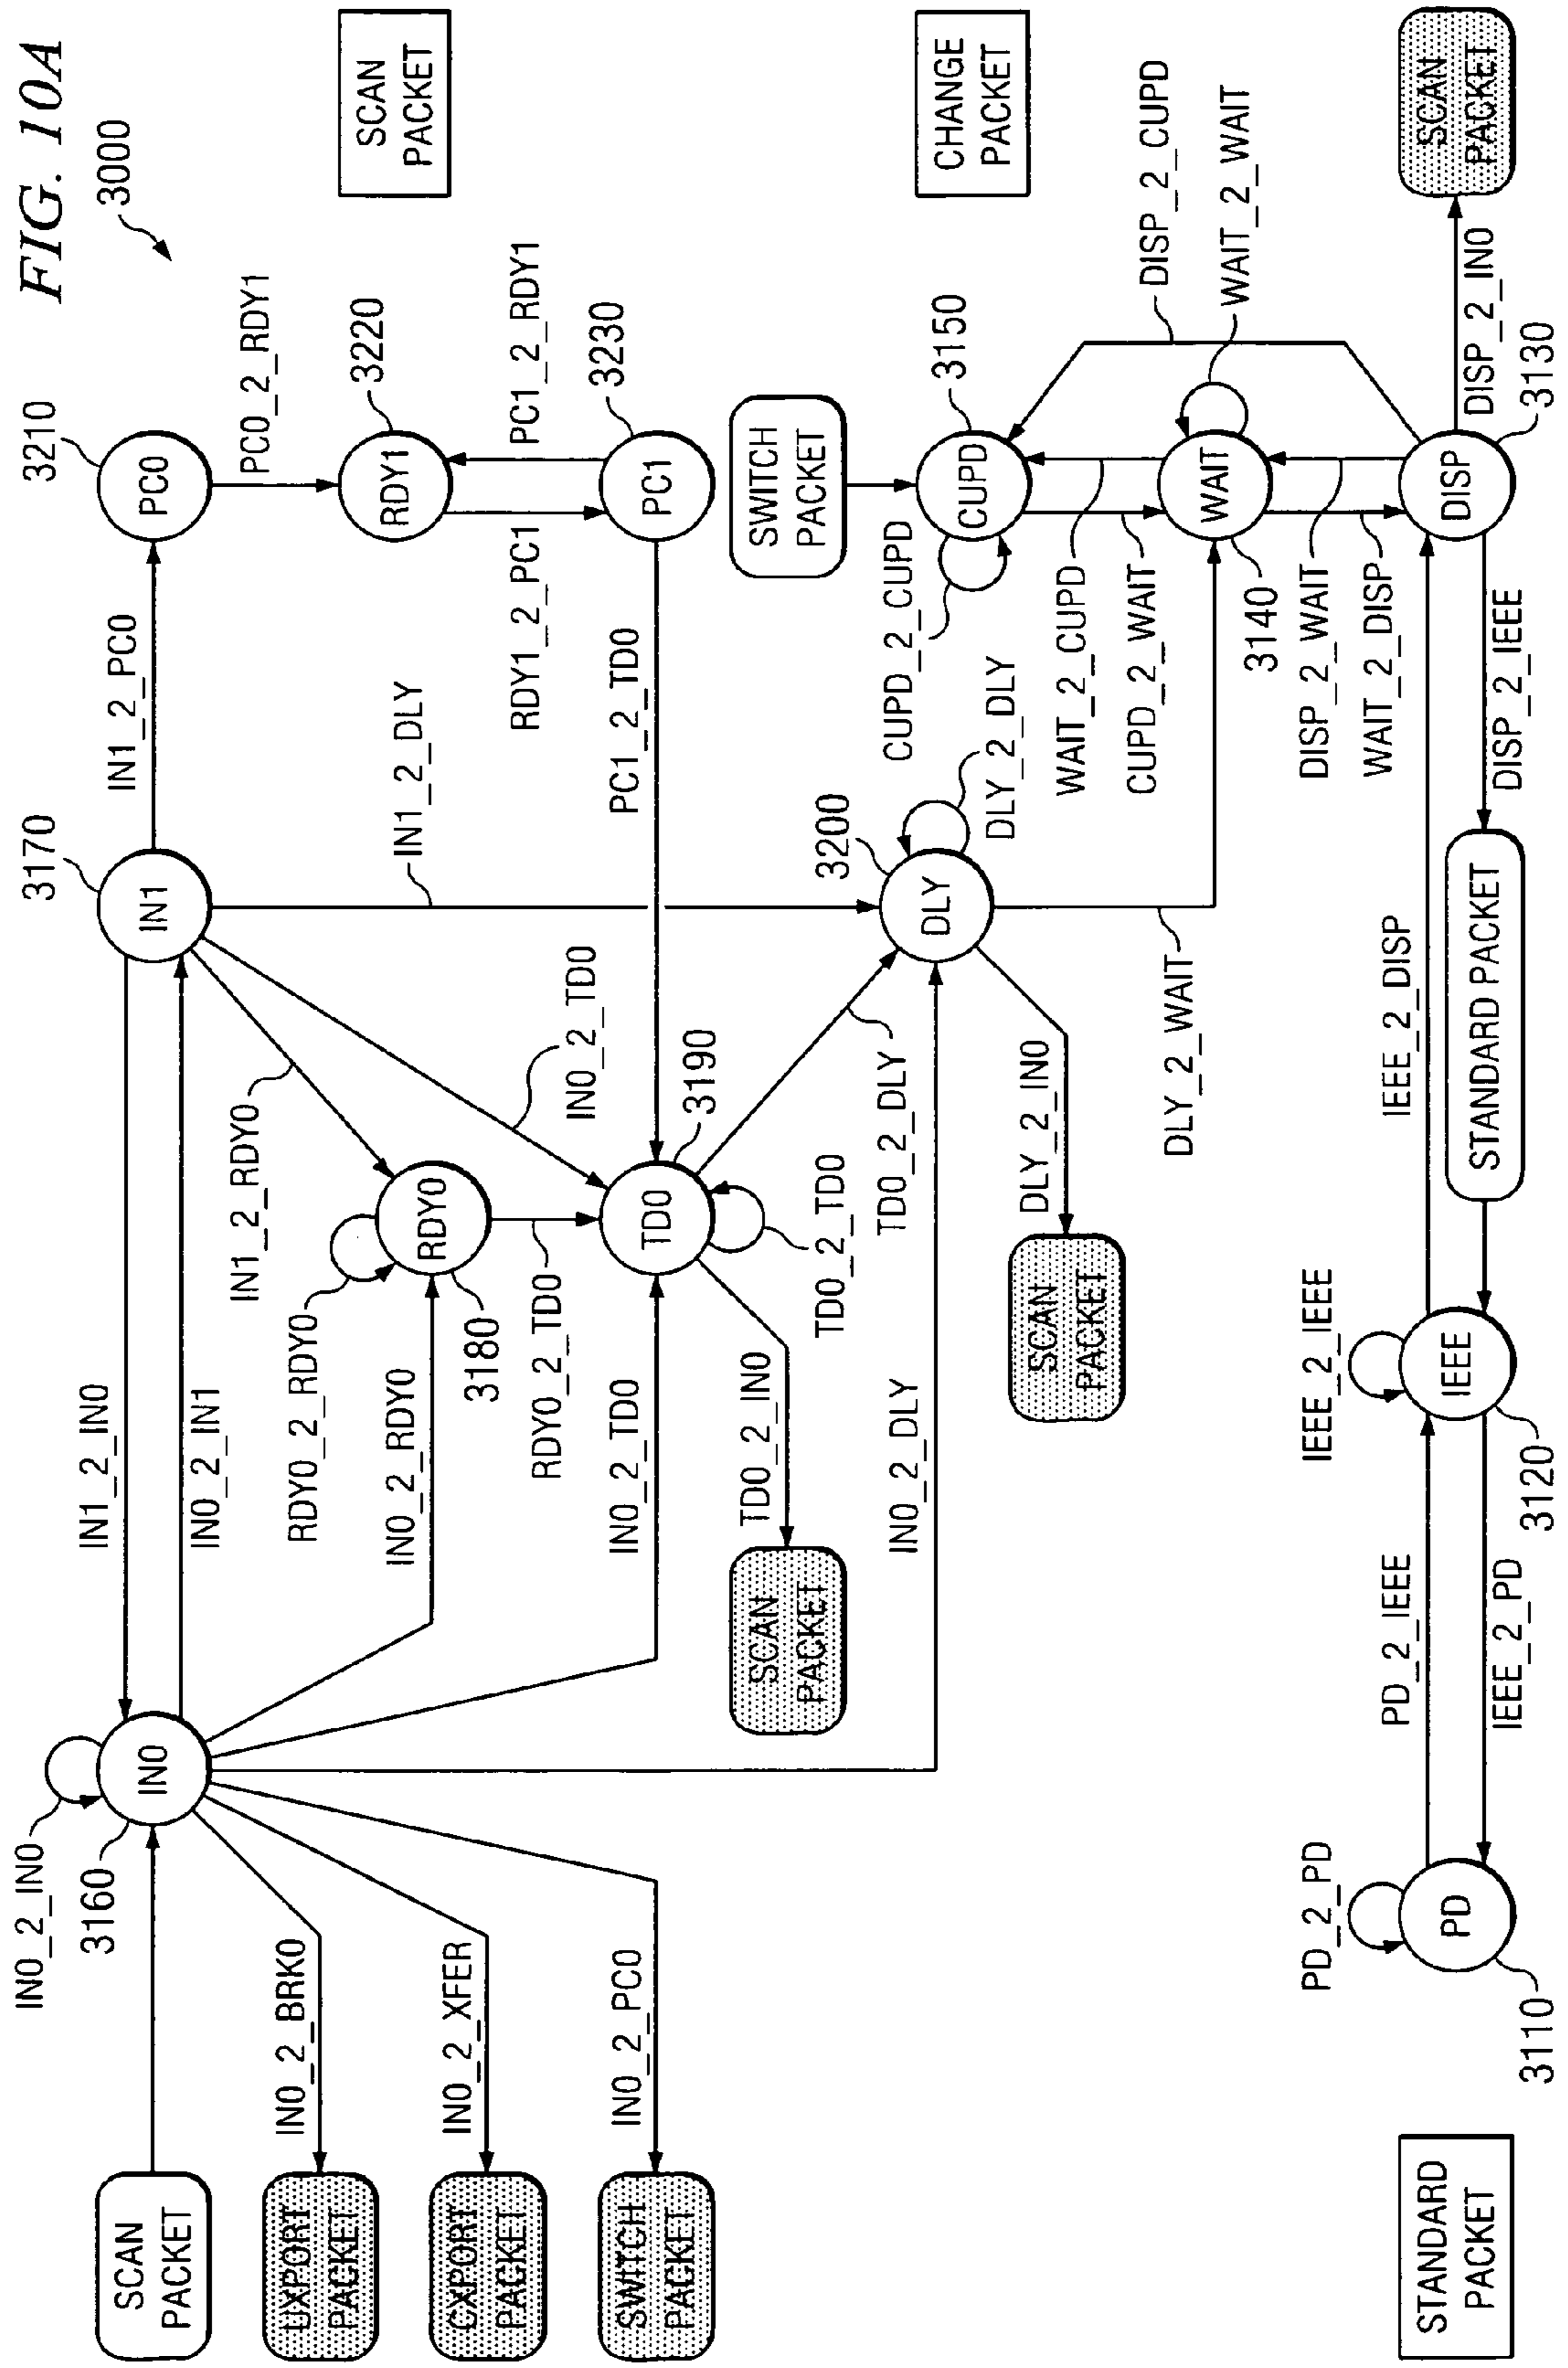 FIG. 10A
3000
SCAN
PACKET
UXPORT
PACKET
CXPORT
PACKET
SWITCH
PACKET
IN0_2_IN0
3160
IN0
IN0_2_BRK0
IN0_2_XFER
IN0_2_PC0
IN1_2_IN0
IN0_2_IN1
RDY0_2_RDY0
IN0_2_RDY0
RDY0_2_TD0
IN0_2_TD0
TD0_2_IN0
SCAN
PACKET
IN0_2_DLY
IN1_2_RDY0
RDY0
3180
IN0_2_TD0
TD0
3190
TD0_2_TD0
TD0_2_DLY
DLY_2_IN0
SCAN
PACKET
3170
IN1
IN1_2_PC0
IN1_2_DLY
PC1_2_TD0
3200
DLY
DLY_2_DLY
DLY_2_WAIT
3210
PC0
PC0_2_RDY1
3220
RDY1
RDY1_2_PC1
PC1_2_RDY1
3230
PC1
SCAN
PACKET
SWITCH
PACKET
CHANGE
PACKET
3150
CUPD
CUPD_2_CUPD
WAIT_2_CUPD
CUPD_2_WAIT
WAIT
3140
DISP_2_CUPD
WAIT_2_WAIT
DISP_2_WAIT
WAIT_2_DISP
DISP
3130
DISP_2_IN0
SCAN
PACKET
STANDARD
PACKET
PD_2_PD
PD
3110
PD_2_IEEE
IEEE_2_PD
IEEE_2_IEEE
IEEE
3120
IEEE_2_DISP
STANDARD PACKET
DISP_2_IEEE